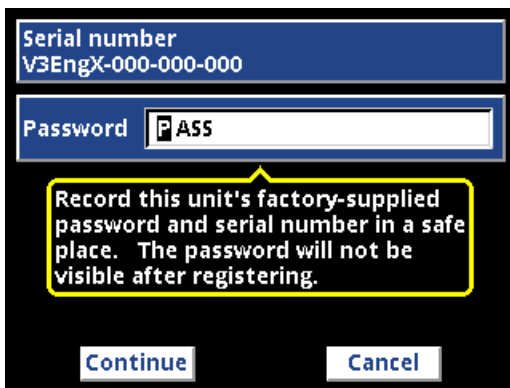 Serial number
V3EngX-000-000-000
Password PASS
Record this unit's factory-supplied
password and serial number in a safe
place. The password will not be
visible after registering.
Continue Cancel